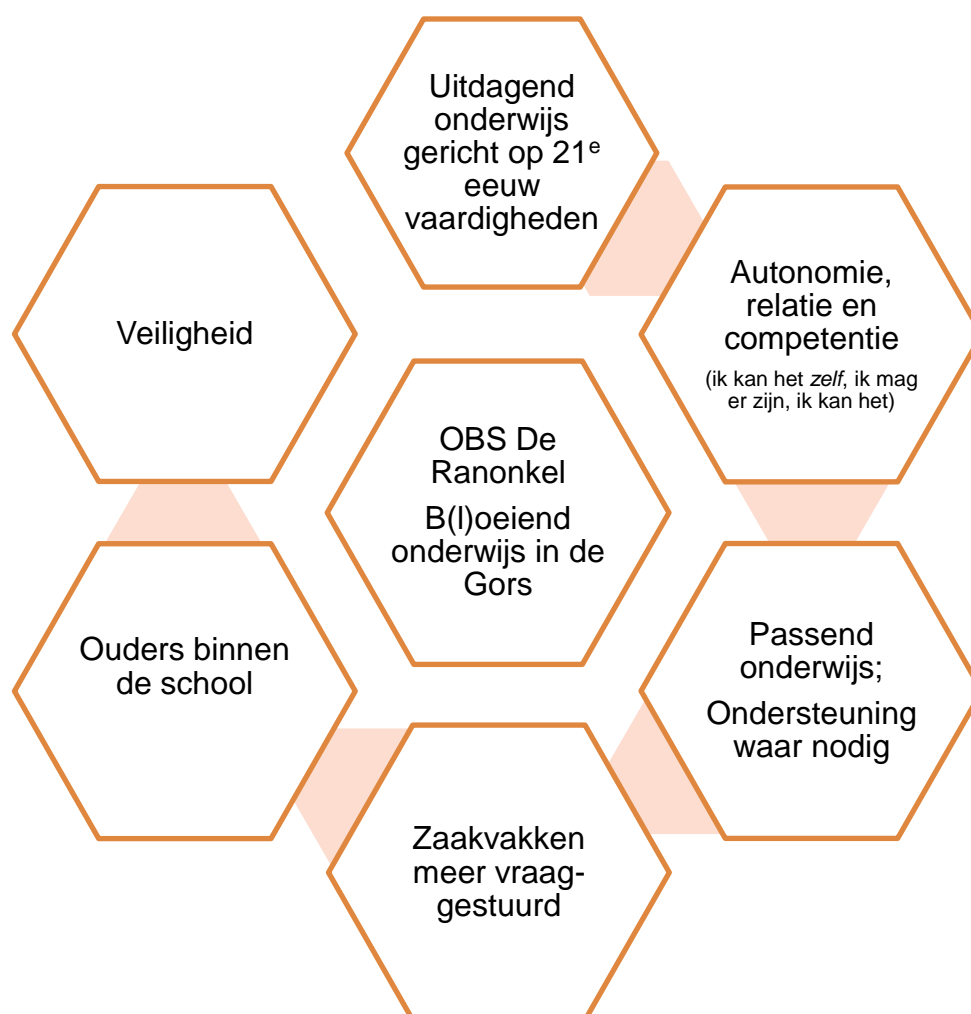 Uitdagend
onderwijs
gericht op 21e
eeuw
vaardigheden
Autonomie,
relatie en
competentie
(ik kan het zelf, ik mag
er zijn, ik kan het)
Veiligheid
OBS De
Ranonkel
B(l)oeiend
onderwijs in de
Gors
Passend
onderwijs;
Ondersteuning
waar nodig
Ouders binnen
de school
Zaakvakken
meer vraag-
gestuurd